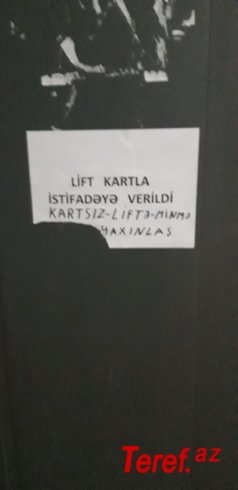 LİFT KARTLA
İSTİFADƏYƏ VERİLDİ
KARTSIZ-LİFTƏ-MİNMƏ
YAXINLAŞ
Teref.az